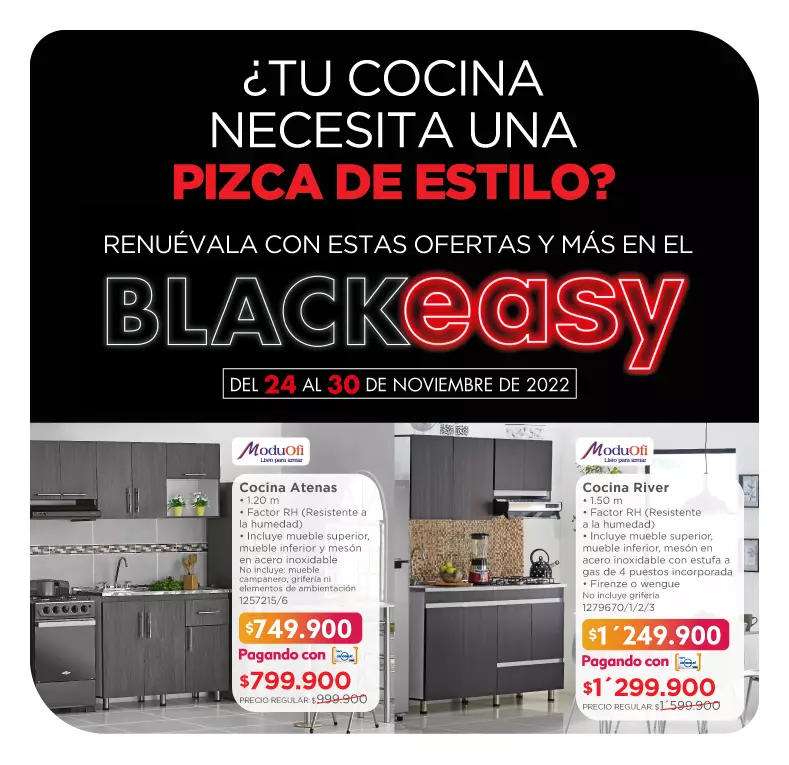 ¿TU COCINA
NECESITA UNA
PIZCA DE ESTILO?
RENUÉVALA CON ESTAS OFERTAS Y MÁS EN EL
BLACKeasy
DEL 24 AL 30 DE NOVIEMBRE DE 2022
ModuOfi
Listo para armar
Cocina Atenas
• 1.20 m
• Factor RH (Resistente a
la humedad)
• Incluye mueble superior,
mueble inferior y mesón
en acero inoxidable
No incluye: mueble
campanero, grifería ni
elementos de ambientación
1257215/6
$749.900
Pagando con
$799.900
PRECIO REGULAR: $999.900
ModuOfi
Listo para armar
Cocina River
• 1.50 m
• Factor RH (Resistente
a la humedad)
• Incluye mueble superior,
mueble inferior, mesón en
acero inoxidable con estufa a
gas de 4 puestos incorporada
• Firenze o wengue
No incluye grifería
1279670/1/2/3
$1´249.900
Pagando con
$1´299.900
PRECIO REGULAR: $1´599.900